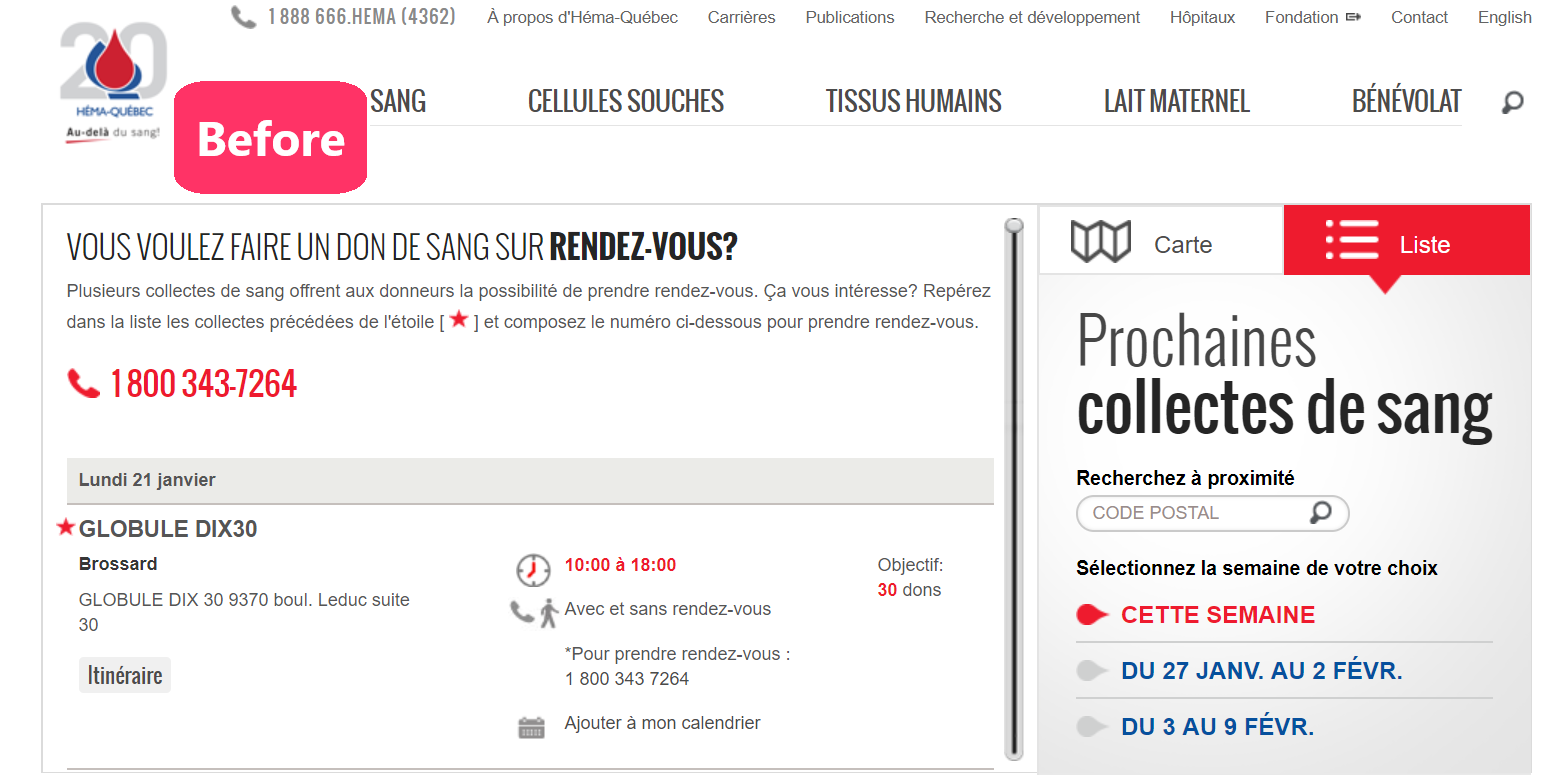 1 888 666.HEMA (4362) À propos d'Héma-Québec Carrières Publications Recherche et développement Hôpitaux Fondation Contact English
20
HÉMA-QUÉBEC
Au-delà du sang!
Before
SANG CELLULES SOUCHES TISSUS HUMAINS LAIT MATERNEL BÉNÉVOLAT
VOUS VOULEZ FAIRE UN DON DE SANG SUR RENDEZ-VOUS?
Plusieurs collectes de sang offrent aux donneurs la possibilité de prendre rendez-vous. Ça vous intéresse? Repérez
dans la liste les collectes précédées de l'étoile [ ★ ] et composez le numéro ci-dessous pour prendre rendez-vous.
1 800 343-7264
Lundi 21 janvier
★ GLOBULE DIX30
Brossard
GLOBULE DIX 30 9370 boul. Leduc suite
30
Itinéraire
10:00 à 18:00
Avec et sans rendez-vous
*Pour prendre rendez-vous :
1 800 343 7264
Ajouter à mon calendrier
Objectif:
30 dons
Carte Liste
Prochaines
collectes de sang
Recherchez à proximité
CODE POSTAL
Sélectionnez la semaine de votre choix
CETTE SEMAINE
DU 27 JANV. AU 2 FÉVR.
DU 3 AU 9 FÉVR.